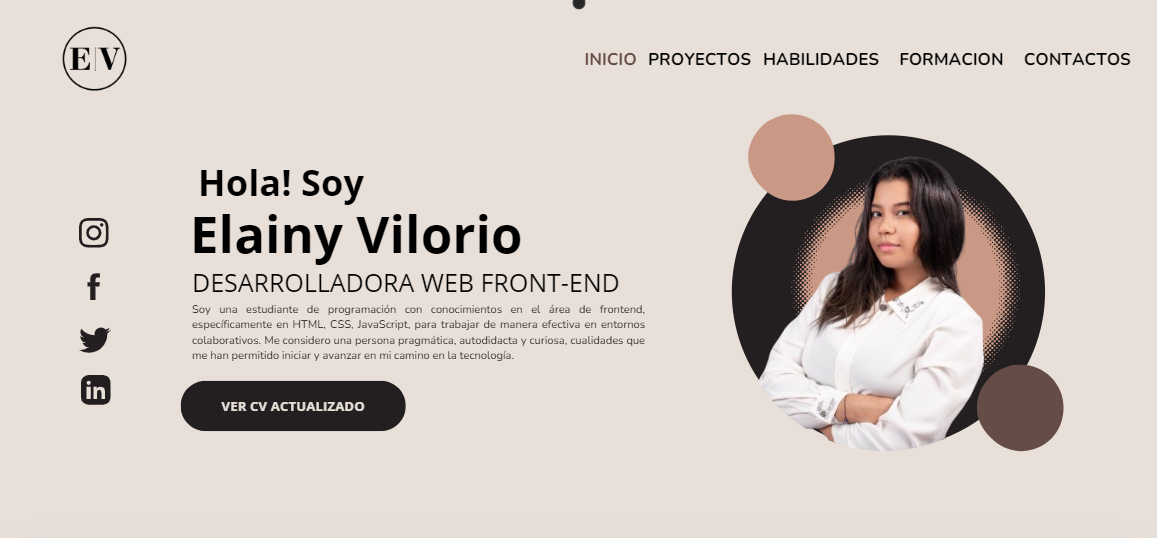 E|V
INICIO PROYECTOS HABILIDADES FORMACION CONTACTOS
Hola! Soy
Elainy Vilorio
DESARROLLADORA WEB FRONT-END
Soy una estudiante de programación con conocimientos en el área de frontend,
específicamente en HTML, CSS, JavaScript, para trabajar de manera efectiva en entornos
colaborativos. Me considero una persona pragmática, autodidacta y curiosa, cualidades que
me han permitido iniciar y avanzar en mi camino en la tecnología.
in
VER CV ACTUALIZADO